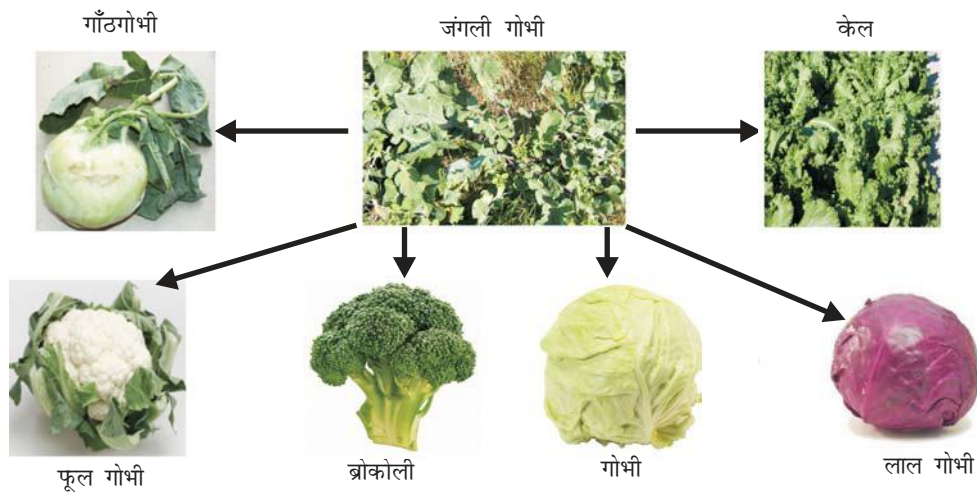 गाँठगोभी
जंगली गोभी
केल
फूल गोभी
ब्रोकोली
गोभी
लाल गोभी